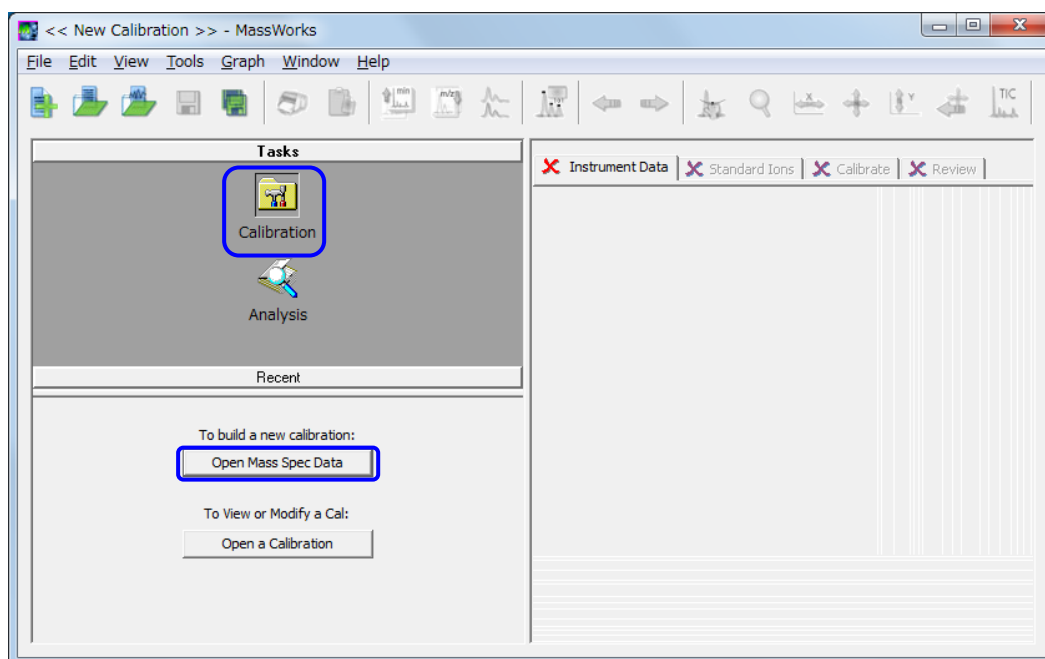 << New Calibration >> - MassWorks
File Edit View Tools Graph Window Help
min
m/z
Y
X
Y
TIC
Tasks
Instrument Data Standard Ions Calibrate Review
Calibration
Analysis
Recent
To build a new calibration:
Open Mass Spec Data
To View or Modify a Cal:
Open a Calibration